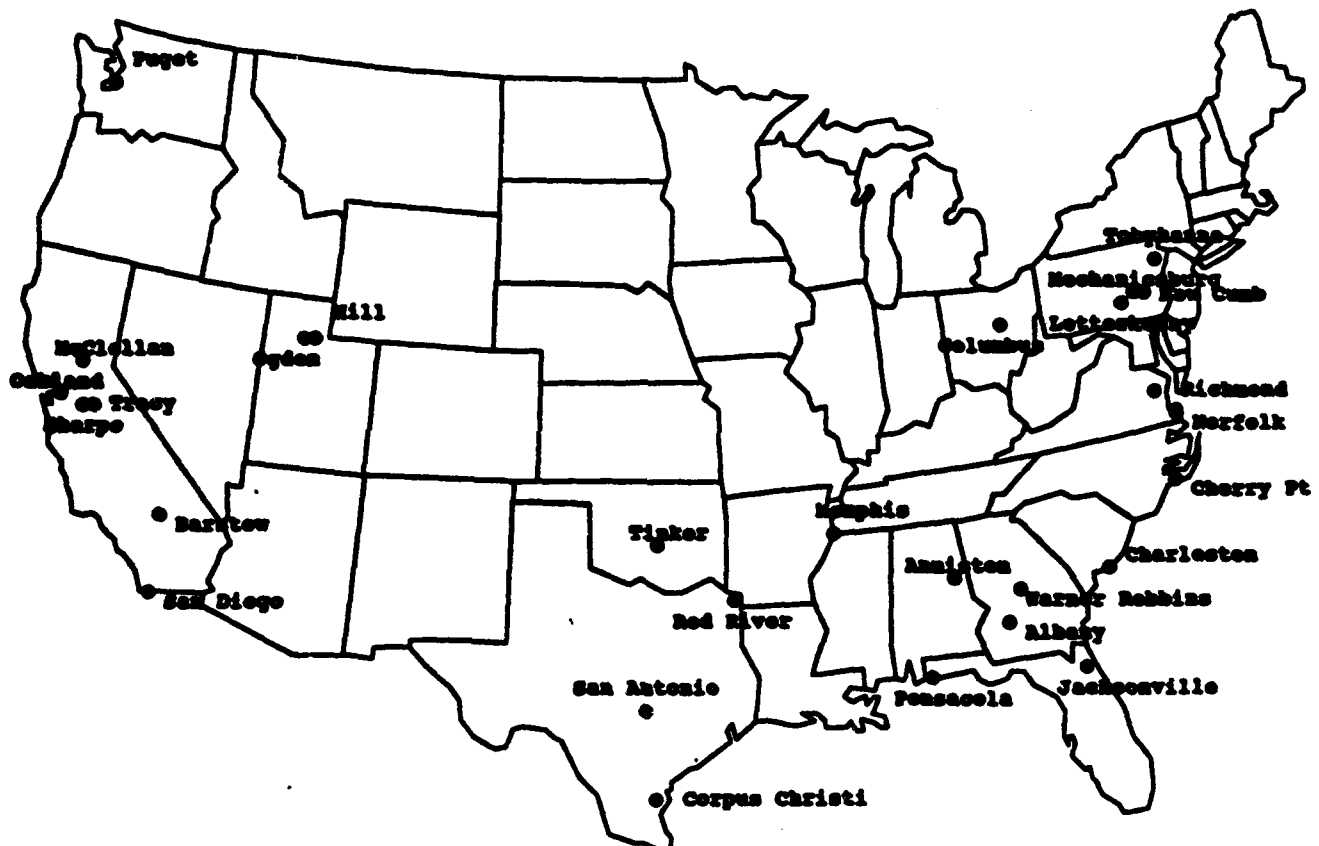 Puget
Tobyhanna
Mechanicsburg
New Cumb
Hill
Letterkenny
McClellan
Ogden
Columbus
Oakland
Tracy
Richmond
Sharpe
Norfolk
Cherry Pt
Barstow
Memphis
Tinker
Charleston
Anniston
San Diego
Warner Robbins
Red River
Albany
San Antonio
Jacksonville
Pensacola
Corpus Christi